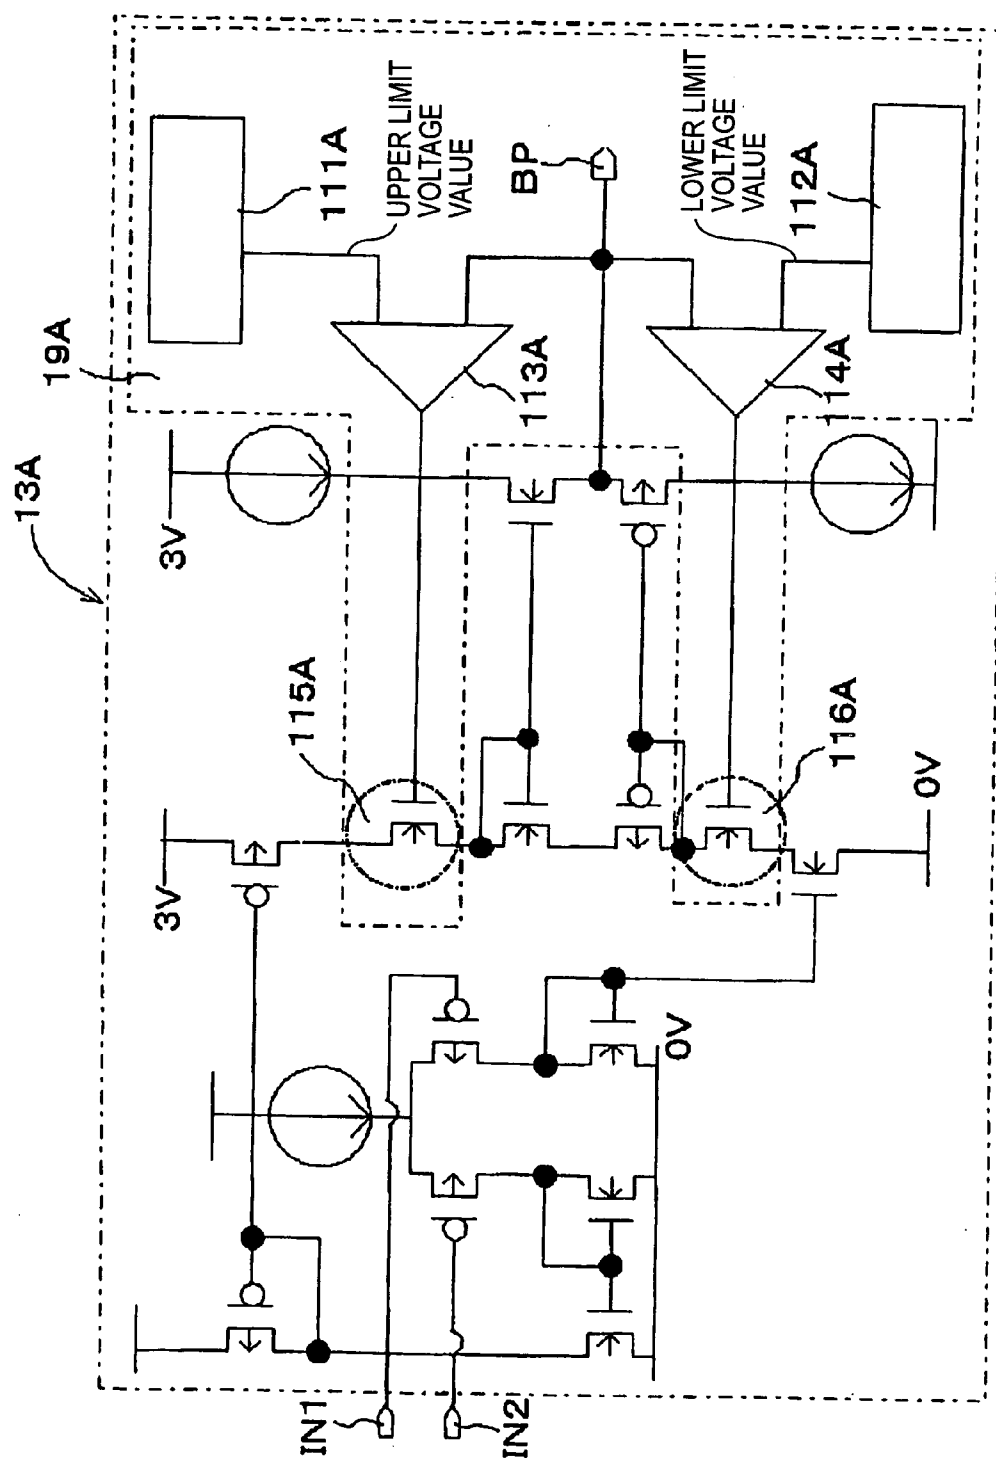 13A
19A
111A
UPPER LIMIT
VOLTAGE
VALUE
BP
LOWER LIMIT
VOLTAGE
VALUE
112A
3V
113A
114A
115A
116A
3V
0V
0V
IN1
IN2